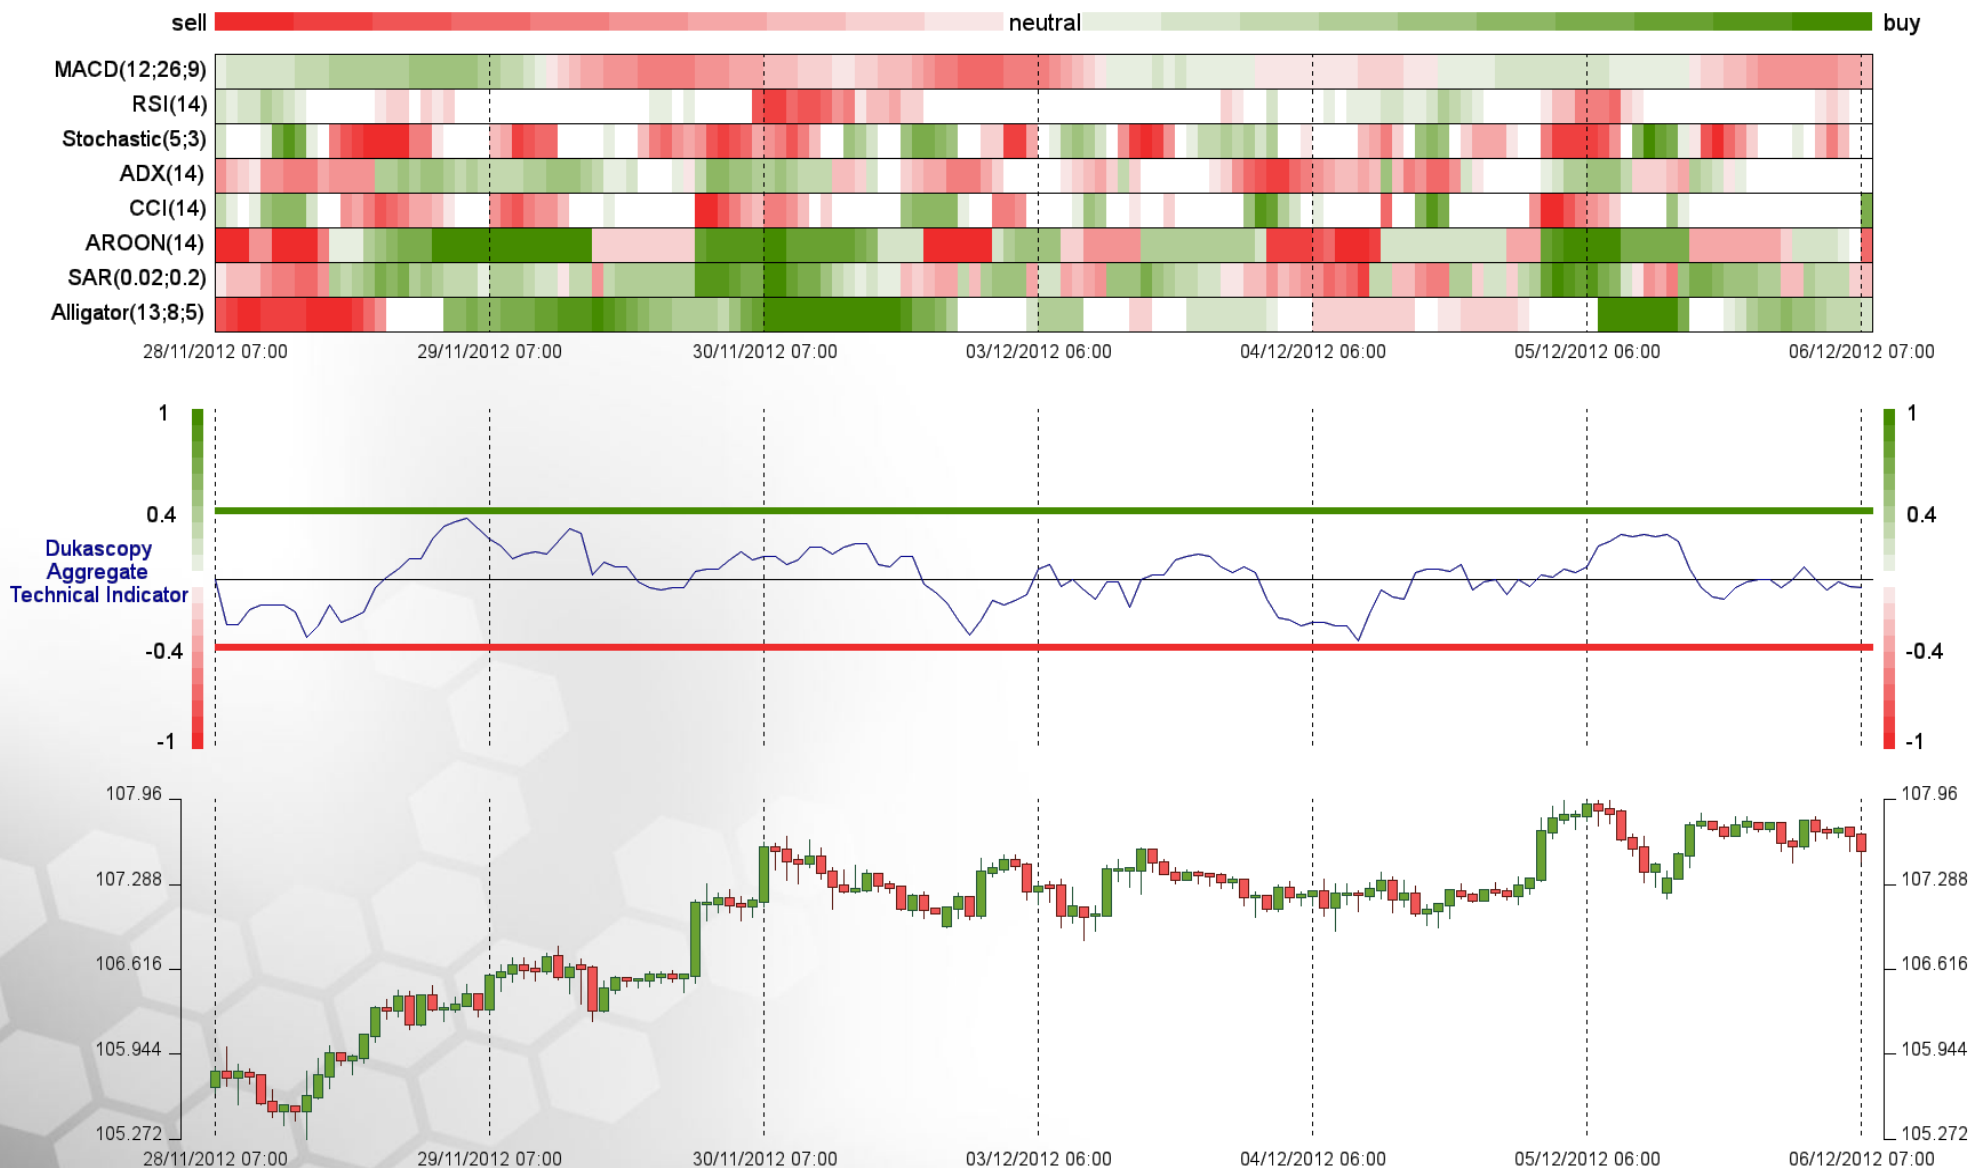 sell neutral buy
MACD(12;26;9)
RSI(14)
Stochastic(5;3)
ADX(14)
CCI(14)
AROON(14)
SAR(0.02;0.2)
Alligator(13;8;5)
28/11/2012 07:00 29/11/2012 07:00 30/11/2012 07:00 03/12/2012 06:00 04/12/2012 06:00 05/12/2012 06:00 06/12/2012 07:00
1 1
0.4 0.4
Dukascopy
Aggregate
Technical Indicator
-0.4 -0.4
-1 -1
107.96 107.96
107.288 107.288
106.616 106.616
105.944 105.944
105.272 105.272
28/11/2012 07:00 29/11/2012 07:00 30/11/2012 07:00 03/12/2012 06:00 04/12/2012 06:00 05/12/2012 06:00 06/12/2012 07:00